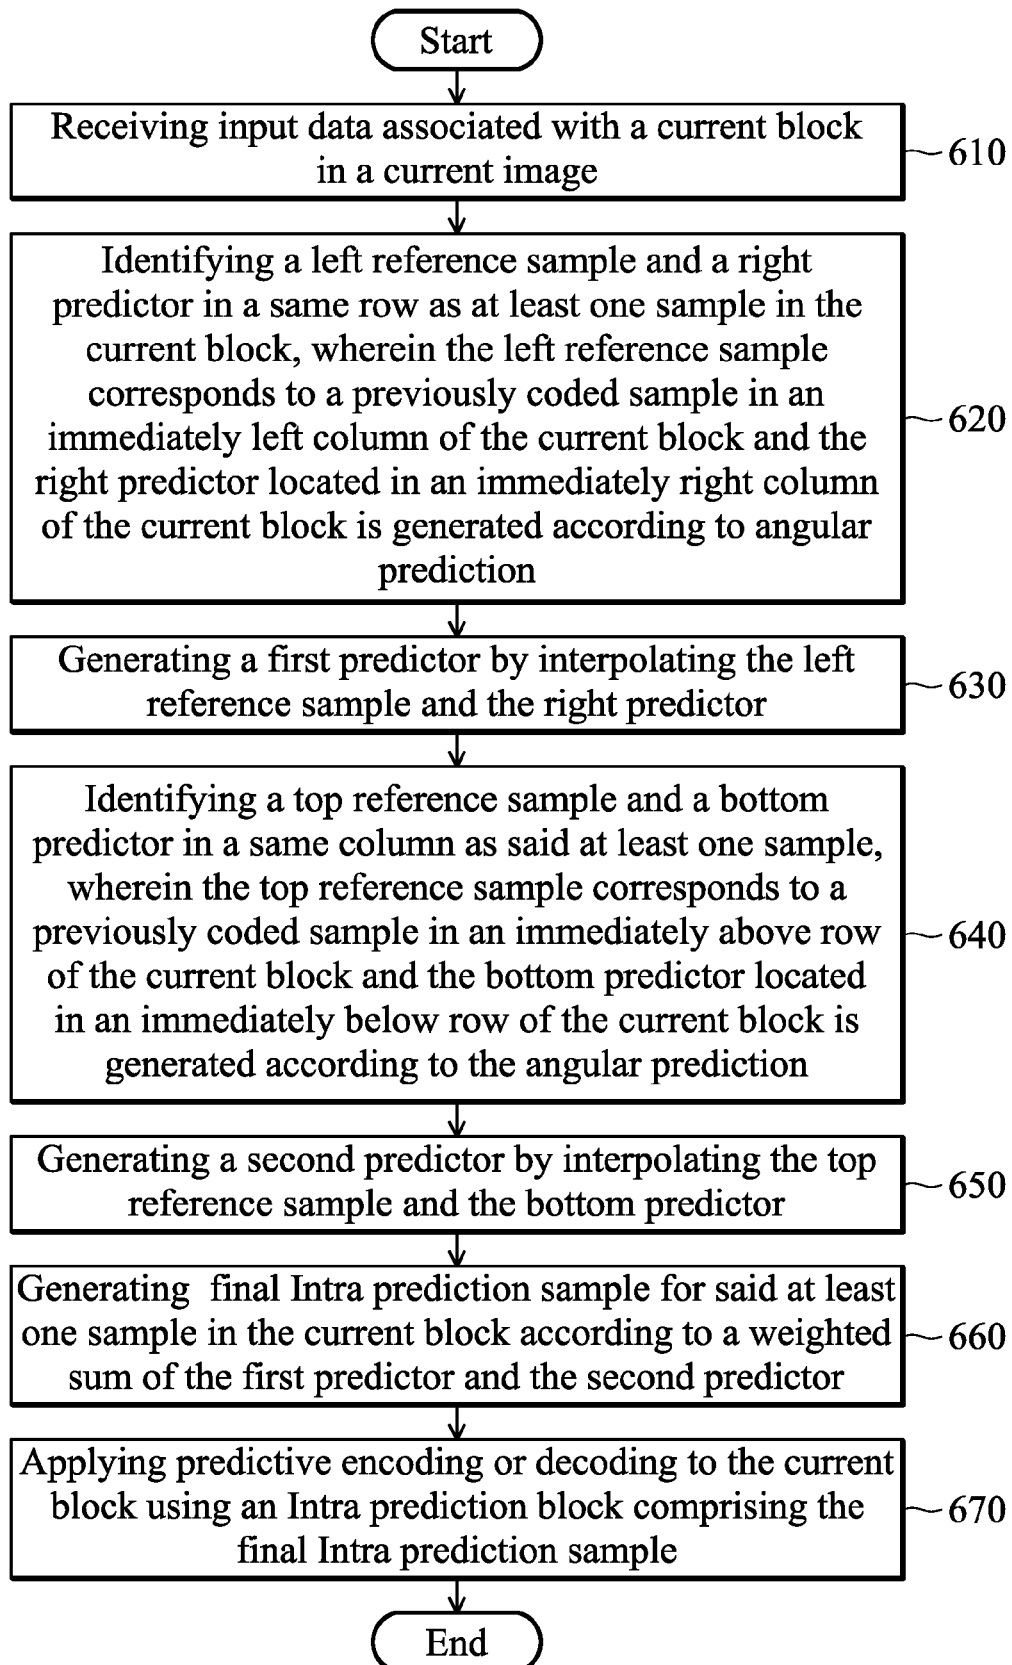 Start
Receiving input data associated with a current block
in a current image
610
Identifying a left reference sample and a right
predictor in a same row as at least one sample in the
current block, wherein the left reference sample
corresponds to a previously coded sample in an
immediately left column of the current block and the
right predictor located in an immediately right column
of the current block is generated according to angular
prediction
620
Generating a first predictor by interpolating the left
reference sample and the right predictor
630
Identifying a top reference sample and a bottom
predictor in a same column as said at least one sample,
wherein the top reference sample corresponds to a
previously coded sample in an immediately above row
of the current block and the bottom predictor located
in an immediately below row of the current block is
generated according to the angular prediction
640
Generating a second predictor by interpolating the top
reference sample and the bottom predictor
650
Generating final Intra prediction sample for said at least
one sample in the current block according to a weighted
sum of the first predictor and the second predictor
660
Applying predictive encoding or decoding to the current
block using an Intra prediction block comprising the
final Intra prediction sample
670
End